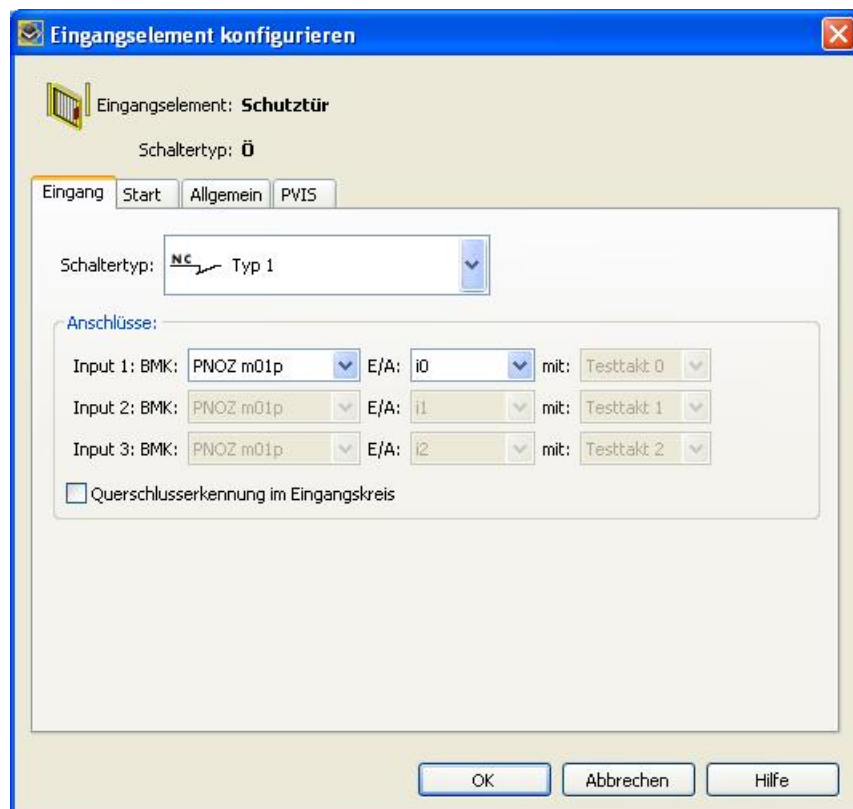 Eingangselement konfigurieren
Eingangselement: Schutztür
Schaltertyp: Ö
Eingang Start Allgemein PVIS
Schaltertyp: NC Typ 1
Anschlüsse:
Input 1: BMK: PNOZ m01p E/A: i0 mit: Testtakt 0
Input 2: BMK: PNOZ m01p E/A: i1 mit: Testtakt 1
Input 3: BMK: PNOZ m01p E/A: i2 mit: Testtakt 2
Querschlusserkennung im Eingangskreis
OK Abbrechen Hilfe